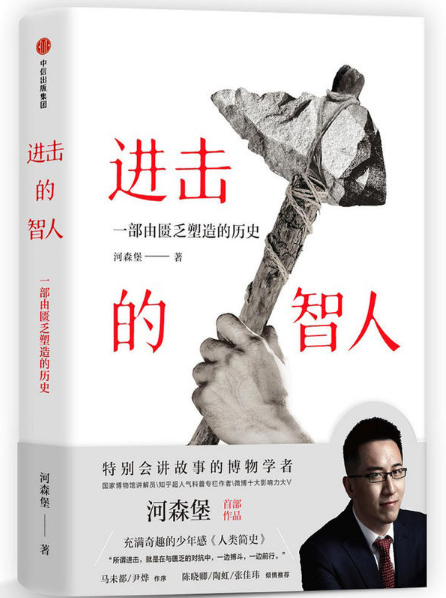 中信出版集团
进击
的
智人
一部由匮乏塑造的历史
河森堡
著
进击
一部由匮乏塑造的历史
河森堡——著
的 智人
特别会讲故事的博物学者
国家博物馆讲解员\知乎超人气科普专栏作者\微博十大影响力大V
河森堡 首部作品
充满奇趣的少年感《人类简史》
“所谓进击，就是在与匮乏的对抗中，一边搏斗，一边前行。”
马未都/尹烨 作序 陈晓卿/陶虹/张佳玮 倾情推荐